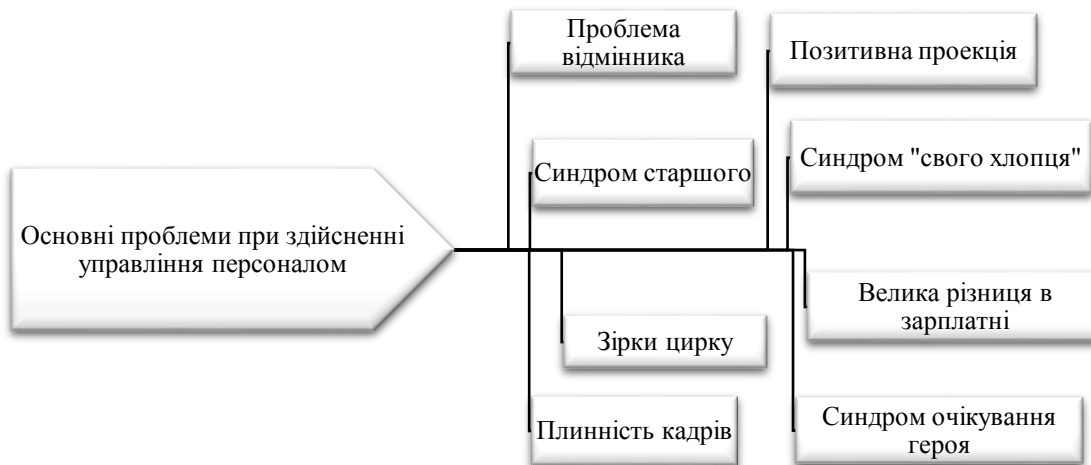 Основні проблеми при здійсненні
управління персоналом
Проблема
відмінника
Синдром старшого
Зірки цирку
Плинність кадрів
Позитивна проекція
Синдром "свого хлопця"
Велика різниця в
зарплатні
Синдром очікування
героя